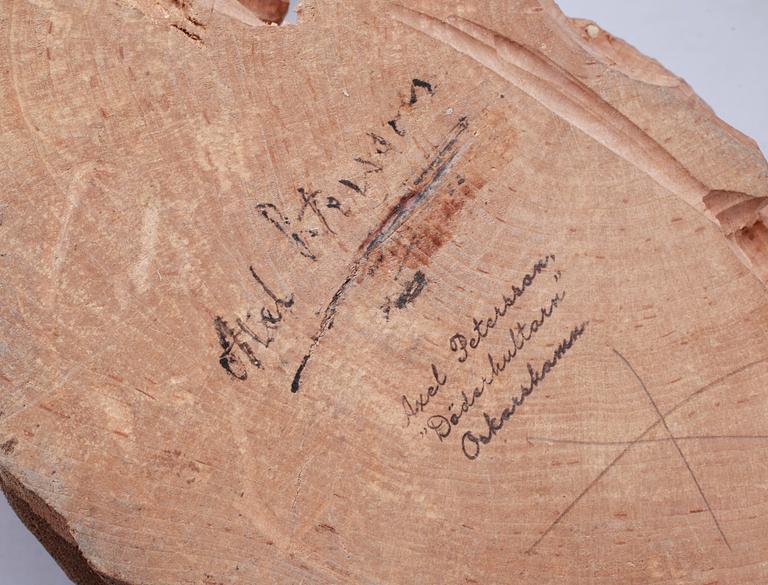 Axel Petersson
Axel Petersson,
„Döderhultarn”
Oskarshamn.